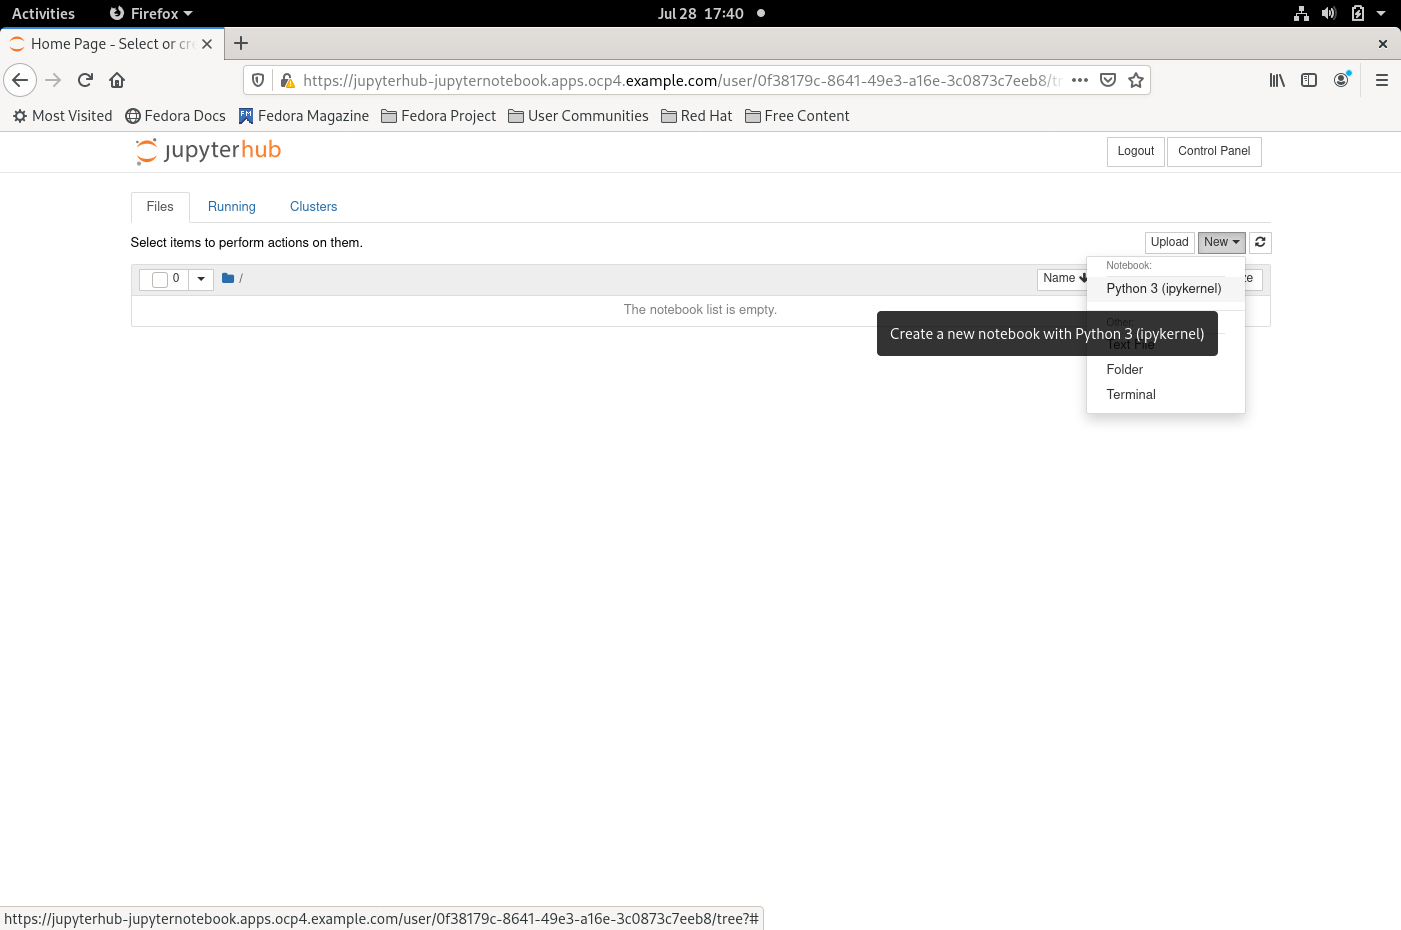 Activities Firefox Jul 28 17:40
Home Page - Select or cre
https://jupyterhub-jupyternotebook.apps.ocp4.example.com/user/0f38179c-8641-49e3-a16e-3c0873c7eeb8/tr
Most Visited Fedora Docs Fedora Magazine Fedora Project User Communities Red Hat Free Content
jupyterhub Logout Control Panel
Files Running Clusters
Select items to perform actions on them. Upload New
0 / Name
The notebook list is empty.
Notebook:
Python 3 (ipykernel)
Other:
Create a new notebook with Python 3 (ipykernel)
Text File
Folder
Terminal
https://jupyterhub-jupyternotebook.apps.ocp4.example.com/user/0f38179c-8641-49e3-a16e-3c0873c7eeb8/tree?#